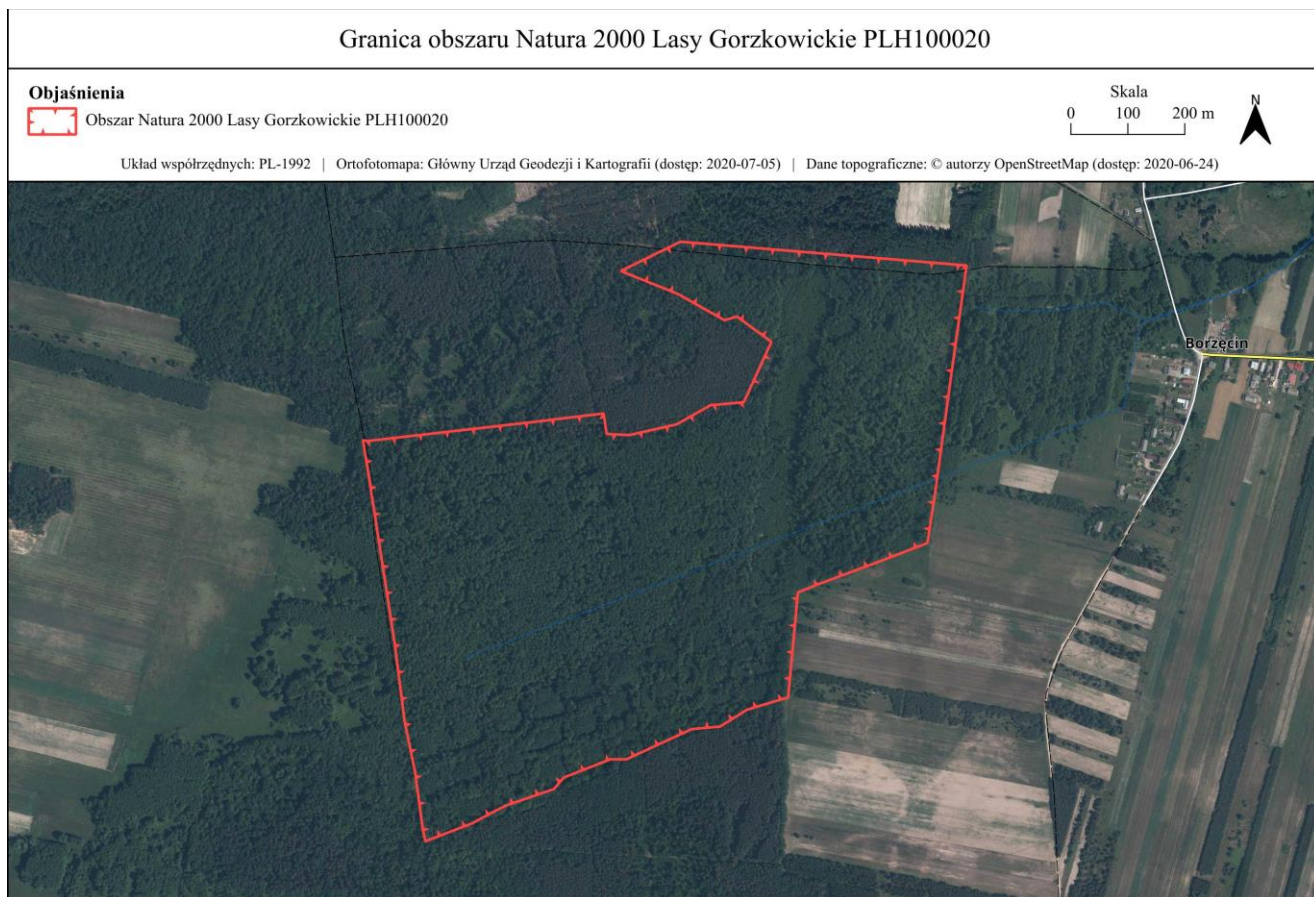 Granica obszaru Natura 2000 Lasy Gorzkowickie PLH100020
Objaśnienia
Obszar Natura 2000 Lasy Gorzkowickie PLH100020
Skala
0 100 200 m
N
Układ współrzędnych: PL-1992 | Ortofotomapa: Główny Urząd Geodezji i Kartografii (dostęp: 2020-07-05) | Dane topograficzne: © autorzy OpenStreetMap (dostęp: 2020-06-24)
Borzęcin